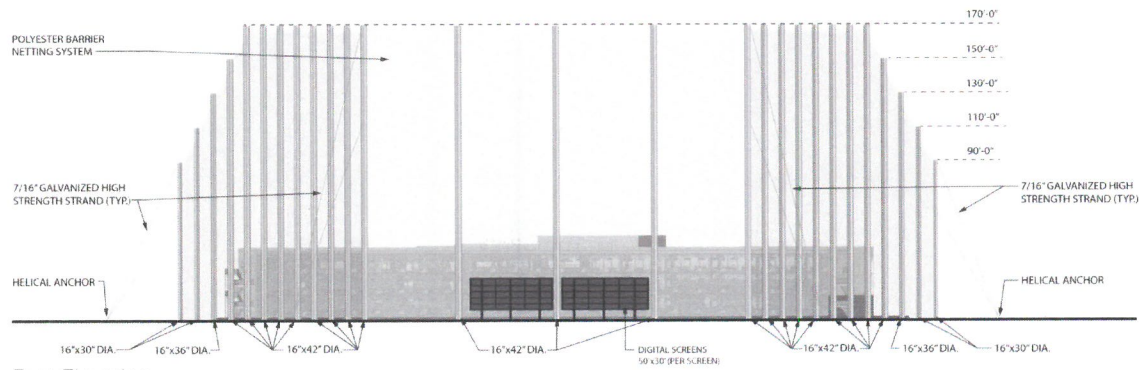 170'-0"
POLYESTER BARRIER
NETTING SYSTEM
150'-0"
130'-0"
110'-0"
90'-0"
7/16" GALVANIZED HIGH
STRENGTH STRAND (TYP.)
7/16" GALVANIZED HIGH
STRENGTH STRAND (TYP.)
HELICAL ANCHOR
HELICAL ANCHOR
16"x30" DIA.
16"x36" DIA.
16"x42" DIA.
16"x42" DIA.
DIGITAL SCREENS
50'x30' (PER SCREEN)
16"x42" DIA.
16"x36" DIA.
16"x30" DIA.